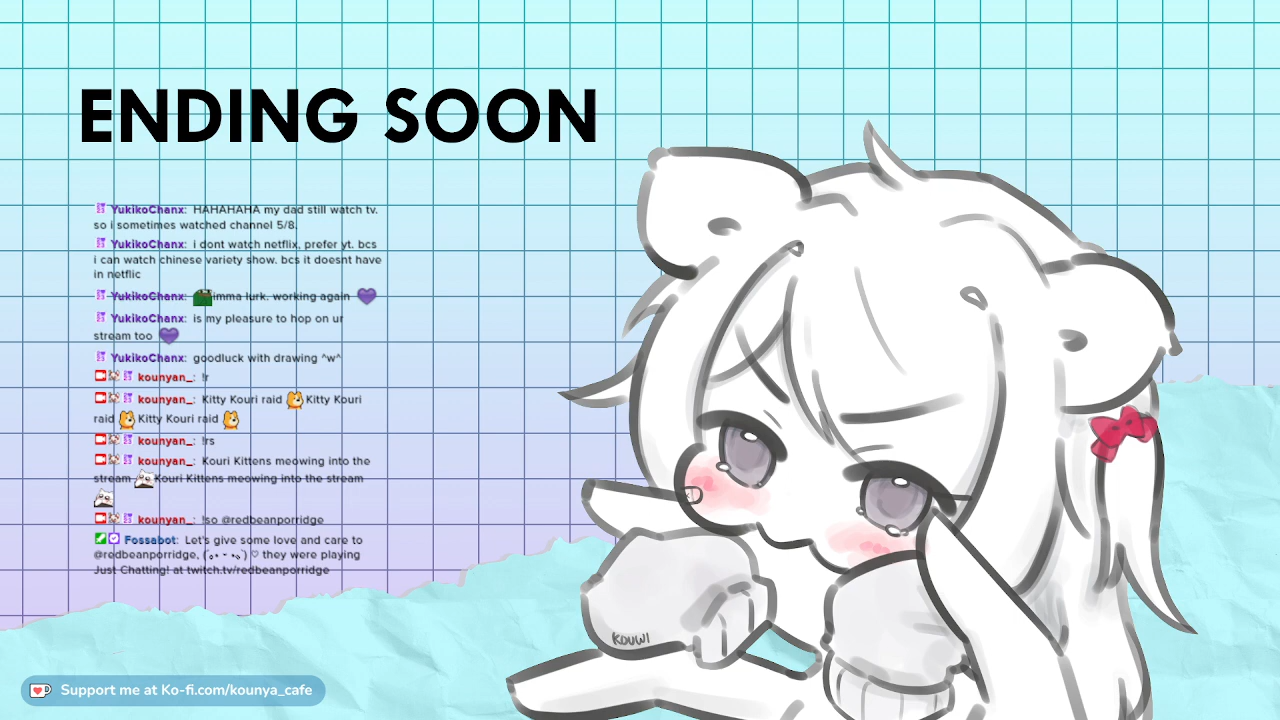 ENDING SOON
YukikoChanx: HAHAHAHA my dad still watch tv.
so i sometimes watched channel 5/8.
YukikoChanx: i dont watch netflix, prefer yt. bcs
i can watch chinese variety show. bcs it doesnt have
in netflic
YukikoChanx: imma lurk. working again 💜
YukikoChanx: is my pleasure to hop on ur
stream too 💜
YukikoChanx: goodluck with drawing ^w^
kounyan_: !r
kounyan_: Kitty Kouri raid Kitty Kouri
raid Kitty Kouri raid
kounyan_: !rs
kounyan_: Kouri Kittens meowing into the
stream Kouri Kittens meowing into the stream
kounyan_: !so @redbeanporridge
Fossabot: Let's give some love and care to
@redbeanporridge, ♡ they were playing
Just Chatting! at twitch.tv/redbeanporridge
KOUWI
Support me at Ko-fi.com/kounya_cafe